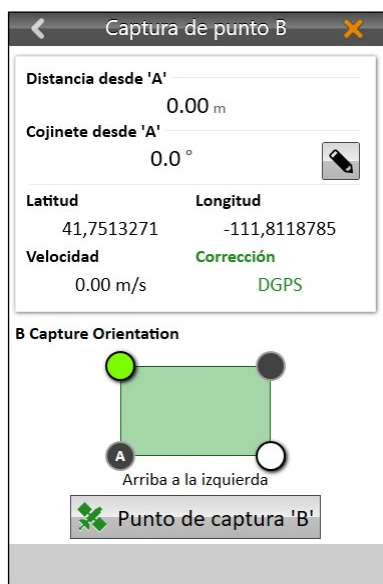 Captura de punto B
Distancia desde 'A'
0.00 m
Cojinete desde 'A'
0.0 °
Latitud Longitud
41,7513271 -111,8118785
Velocidad Corrección
0.00 m/s DGPS
B Capture Orientation
A
Arriba a la izquierda
Punto de captura 'B'